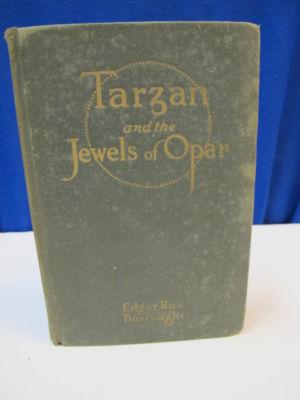 Tarzan
and the
Jewels of Opar
Edgar Rice
Burroughs